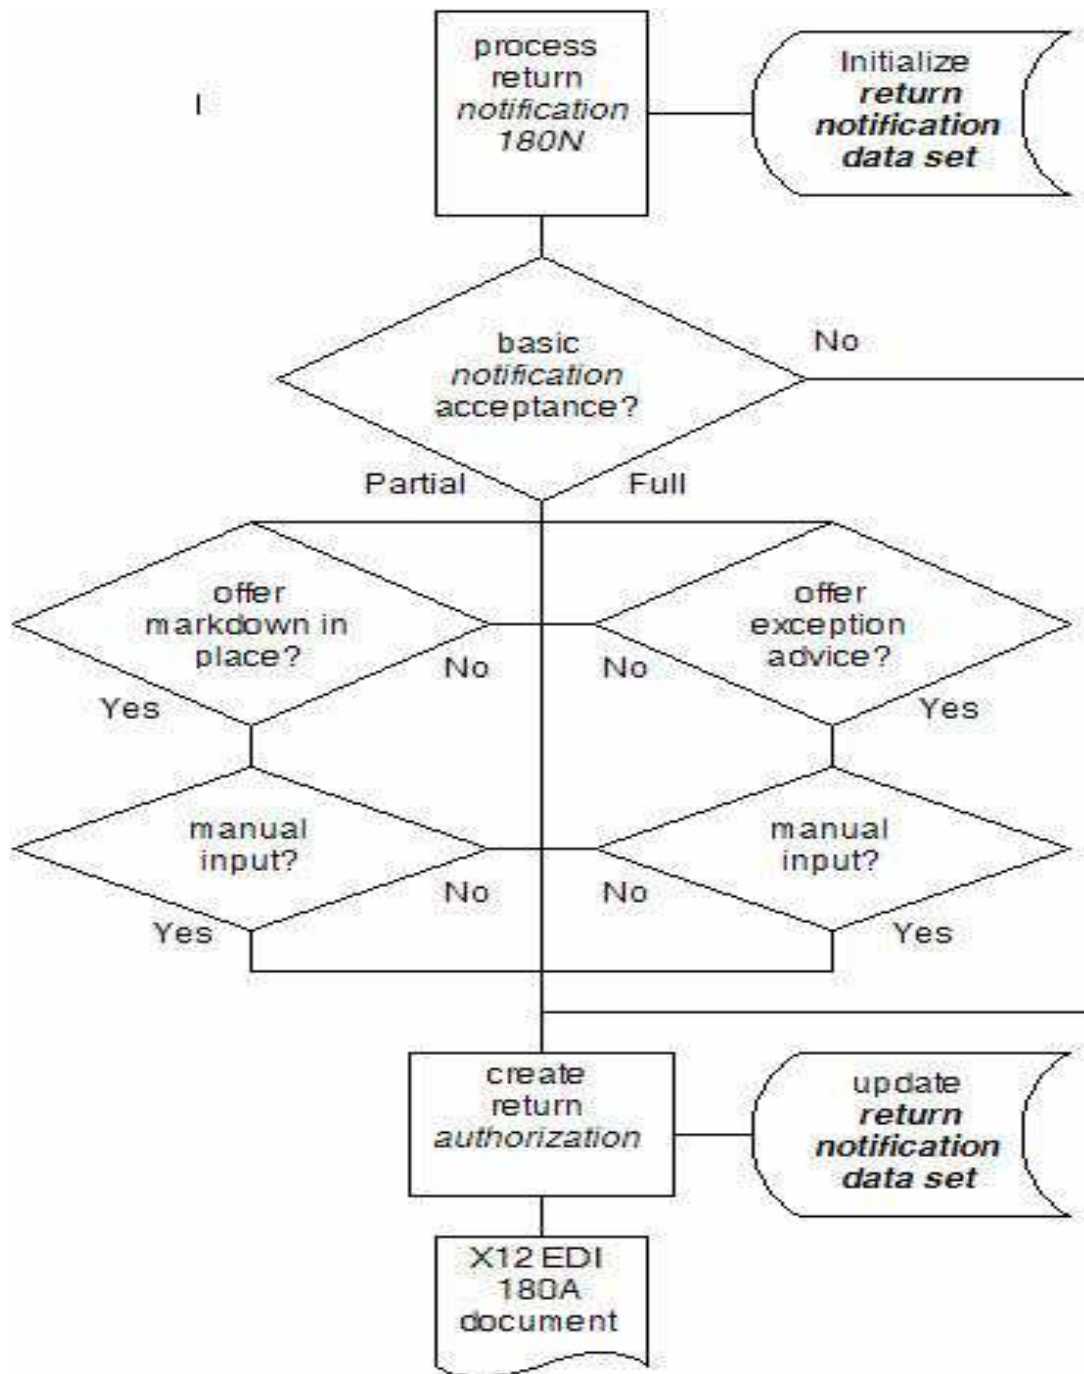 process
return
notification
180N
Initialize
return
notification
data set
I
basic
notification
acceptance?
No
Partial
Full
offer
markdown in
place?
No
Yes
offer
exception
advice?
No
Yes
manual
input?
No
Yes
manual
input?
No
Yes
create
return
authorization
update
return
notification
data set
X12 EDI
180A
document